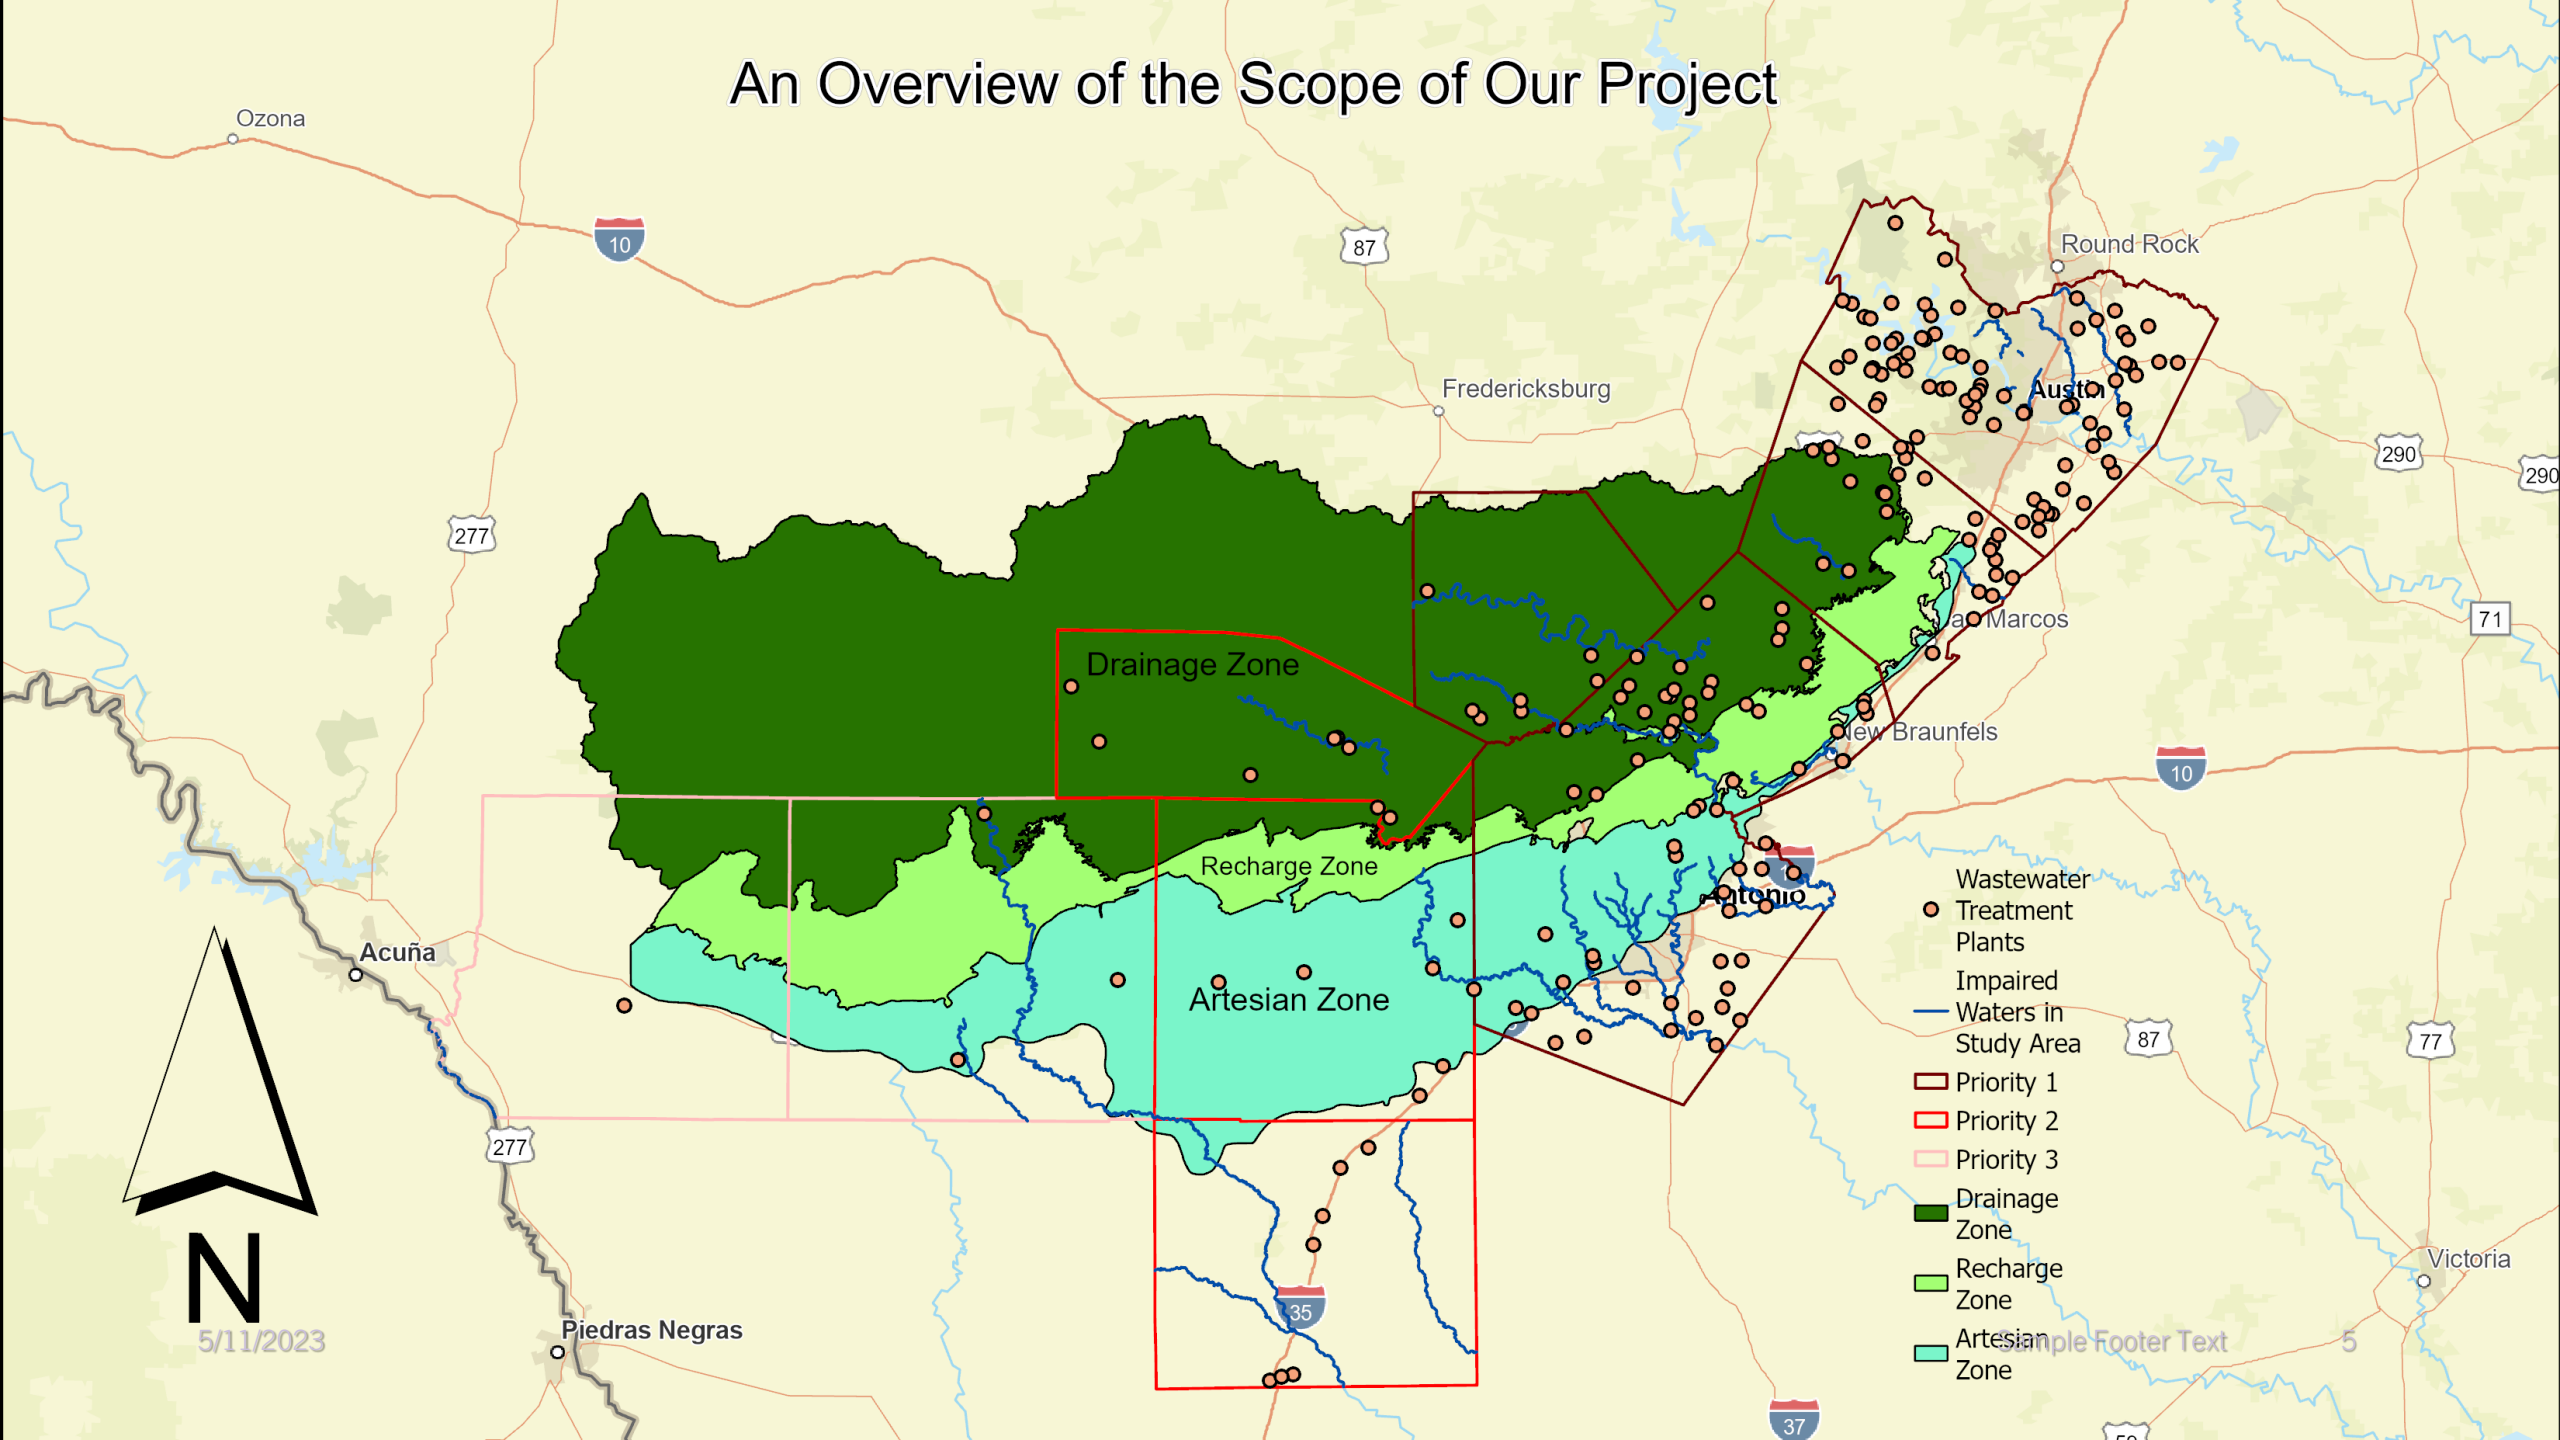 An Overview of the Scope of Our Project
Ozona
10
87
Round Rock
Fredericksburg
Austin
290
290
277
71
Marcos
Drainage Zone
New Braunfels
10
Recharge Zone
Antonio
Acuña
Artesian Zone
87
77
277
35
Victoria
Piedras Negras
37
N
Wastewater
Treatment
Plants
Impaired
Waters in
Study Area
Priority 1
Priority 2
Priority 3
Drainage
Zone
Recharge
Zone
Artesian
Zone
5/11/2023
Sample Footer Text
5